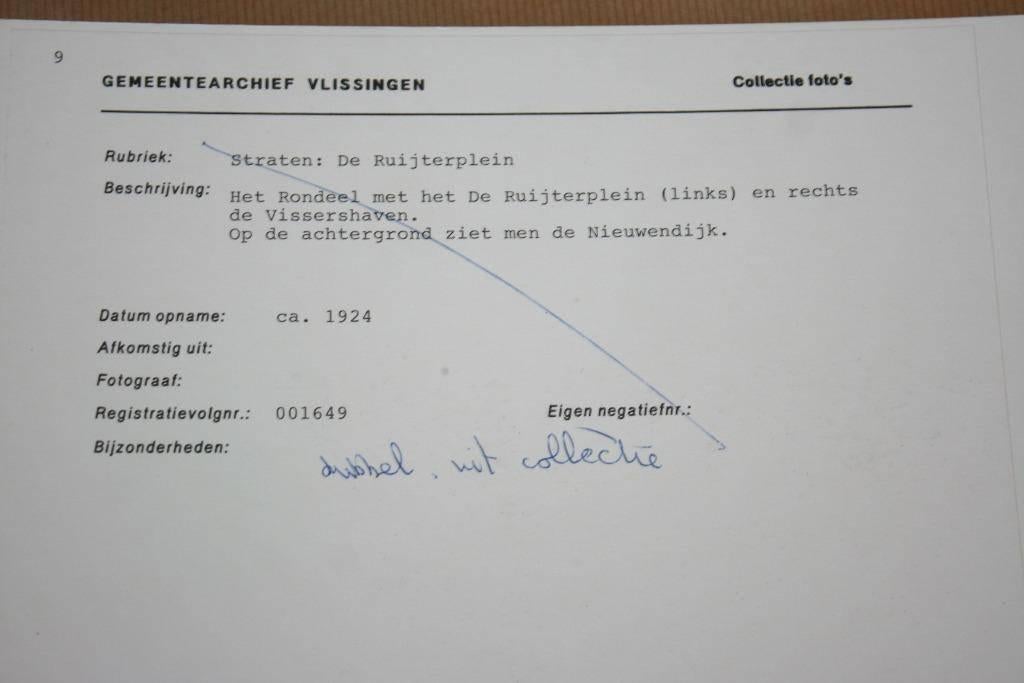 9
GEMEENTEARCHIEF VLISSINGEN Collectie foto's
Rubriek: Straten: De Ruijterplein
Beschrijving: Het Rondeel met het De Ruijterplein (links) en rechts
de Vissershaven.
Op de achtergrond ziet men de Nieuwendijk.
Datum opname: ca. 1924
Afkomstig uit:
Fotograaf:
Registratievolgnr.: 001649 Eigen negatiefnr.:
Bijzonderheden:
dubbel, uit collectie